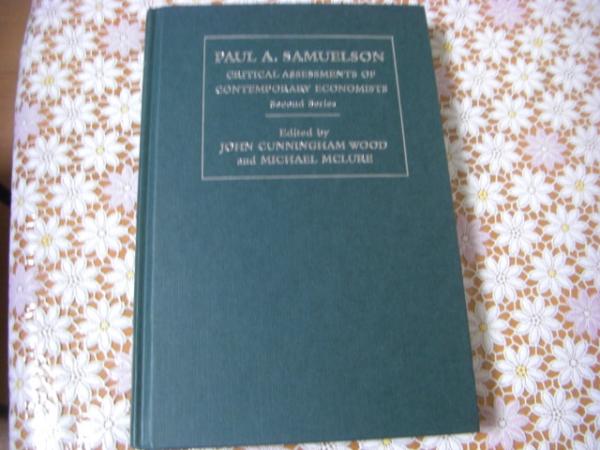 PAUL A. SAMUELSON
CRITICAL ASSESSMENTS OF
CONTEMPORARY ECONOMISTS
Second Series
Edited by
JOHN CUNNINGHAM WOOD
and MICHAEL MCLURE